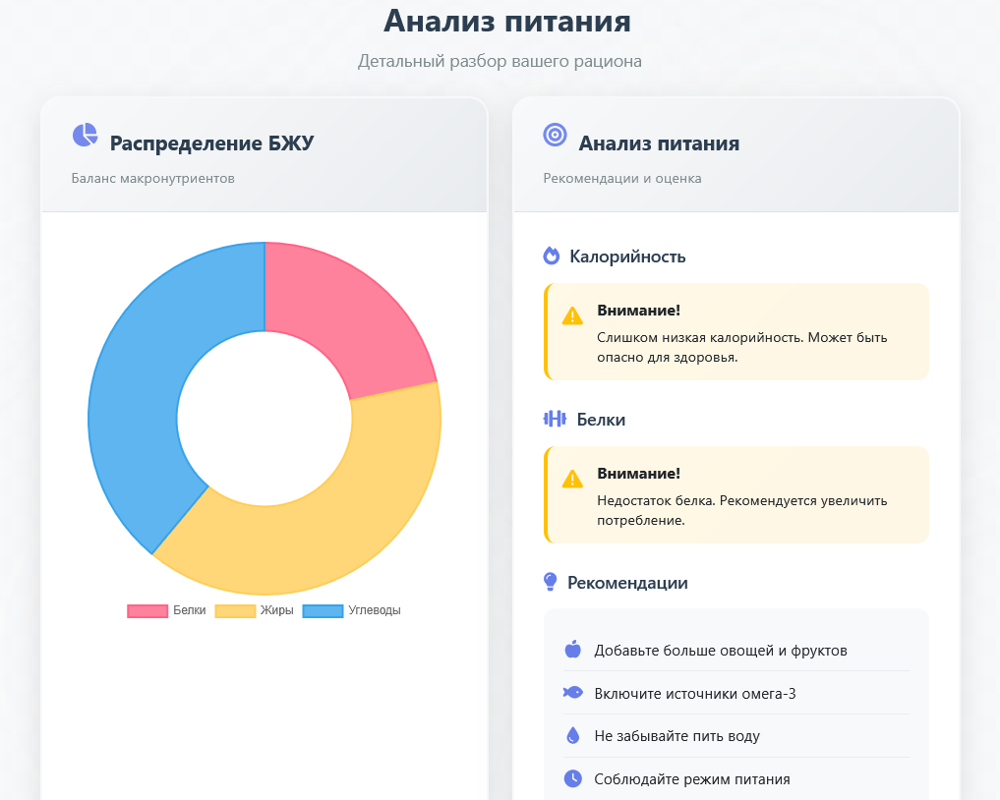 Анализ питания
Детальный разбор вашего рациона
Распределение БЖУ
Баланс макронутриентов
Белки
Жиры
Углеводы
Анализ питания
Рекомендации и оценка
Калорийность
Внимание!
Слишком низкая калорийность. Может быть
опасно для здоровья.
Белки
Внимание!
Недостаток белка. Рекомендуется увеличить
потребление.
Рекомендации
Добавьте больше овощей и фруктов
Включите источники омега-3
Не забывайте пить воду
Соблюдайте режим питания